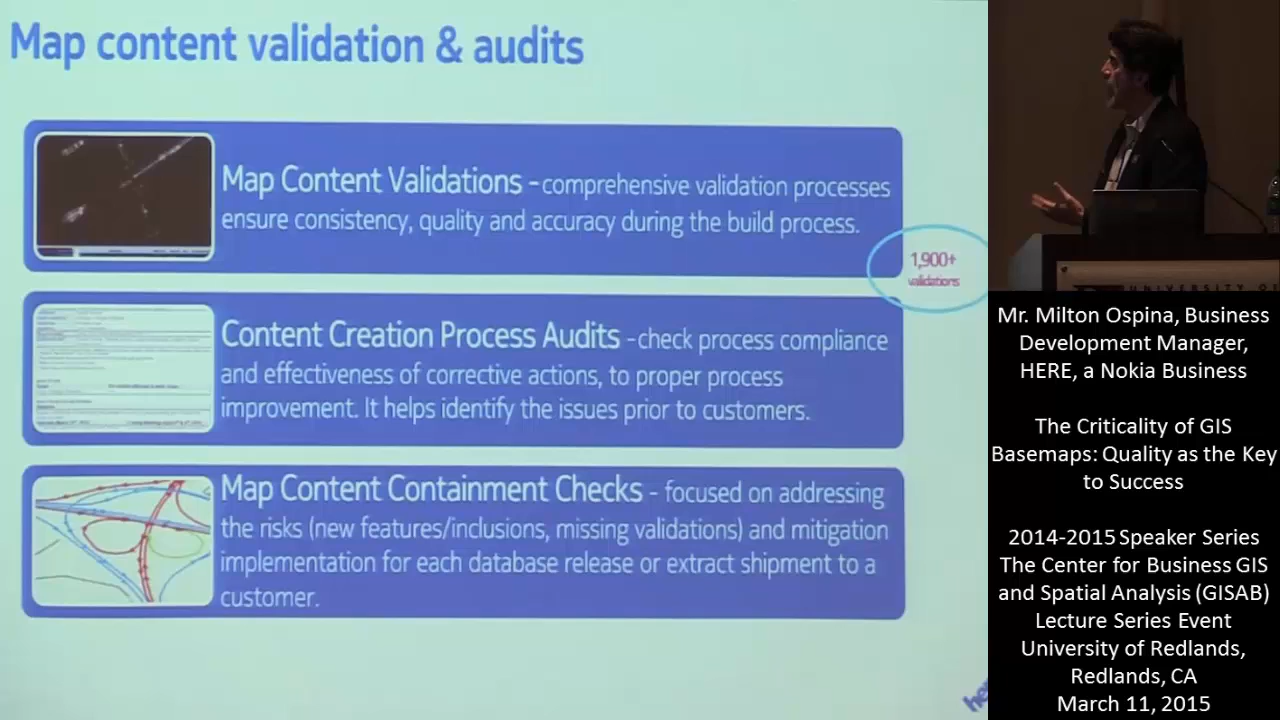 Map content validation & audits
Map Content Validations - comprehensive validation processes
ensure consistency, quality and accuracy during the build process.
1,900+
validations
Content Creation Process Audits - check process compliance
and effectiveness of corrective actions, to proper process
improvement. It helps identify the issues prior to customers.
Map Content Containment Checks - focused on addressing
the risks (new features/inclusions, missing validations) and mitigation
implementation for each database release or extract shipment to a
customer.
UNIVERSITY OF
Mr. Milton Ospina, Business
Development Manager,
HERE, a Nokia Business
The Criticality of GIS
Basemaps: Quality as the Key
to Success
2014-2015 Speaker Series
The Center for Business GIS
and Spatial Analysis (GISAB)
Lecture Series Event
University of Redlands,
Redlands, CA
March 11, 2015